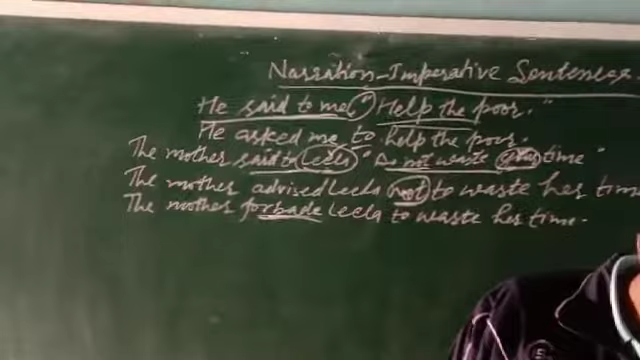 Narration-Imperative Sentences
He said to me, "Help the poor."
He asked me to help the poor.
The mother said to Leela "Do not waste your time"
The mother advised Leela not to waste her time
The mother forbade Leela to waste her time.